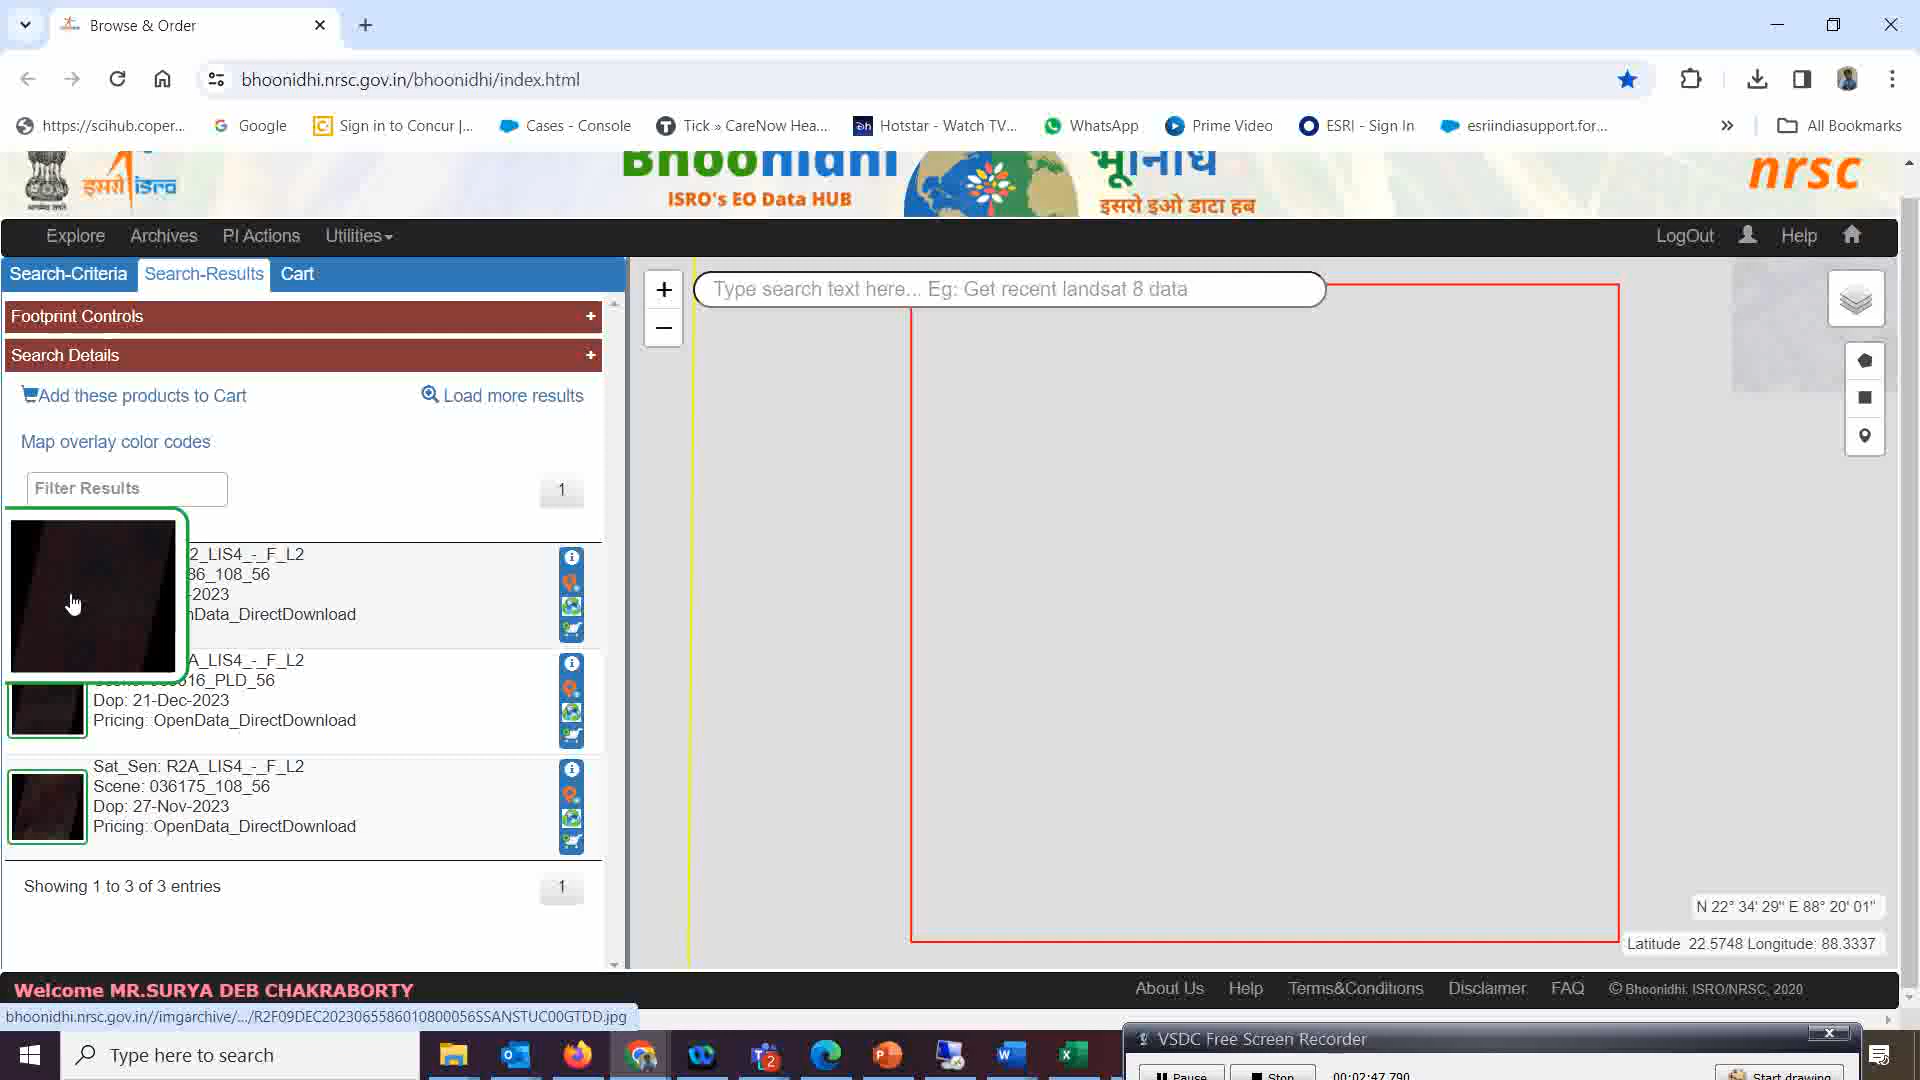 Browse & Order
bhoonidhi.nrsc.gov.in/bhoonidhi/index.html
https://scihub.coper...
Google
Sign in to Concur |...
Cases - Console
Tick » CareNow Hea...
Hotstar - Watch TV...
WhatsApp
Prime Video
ESRI - Sign In
esriindiasupport.for...
»
All Bookmarks
इसरो isro
Bhoonidhi
ISRO's EO Data HUB
भूनिधि
इसरो इओ डाटा हब
nrsc
Explore
Archives
PI Actions
Utilities
LogOut
Help
Search-Criteria
Search-Results
Cart
Type search text here... Eg: Get recent landsat 8 data
Footprint Controls
+
Search Details
+
Add these products to Cart
Load more results
Map overlay color codes
Filter Results
1
2_LIS4_-_F_L2
36_108_56
-2023
nData_DirectDownload
A_LIS4_-_F_L2
16_PLD_56
Dop: 21-Dec-2023
Pricing: OpenData_DirectDownload
Sat_Sen: R2A_LIS4_-_F_L2
Scene: 036175_108_56
Dop: 27-Nov-2023
Pricing: OpenData_DirectDownload
Showing 1 to 3 of 3 entries
1
N 22° 34' 29" E 88° 20' 01"
Latitude 22.5748 Longitude: 88.3337
Welcome MR.SURYA DEB CHAKRABORTY
About Us
Help
Terms&Conditions
Disclaimer
FAQ
© Bhoonidhi. ISRO/NRSC, 2020
bhoonidhi.nrsc.gov.in//imgarchive/.../R2F09DEC2023065586010800056SSANSTUC00GTDD.jpg
Type here to search
2
VSDC Free Screen Recorder
Pause
Stop
00:02:47.790
Start drawing